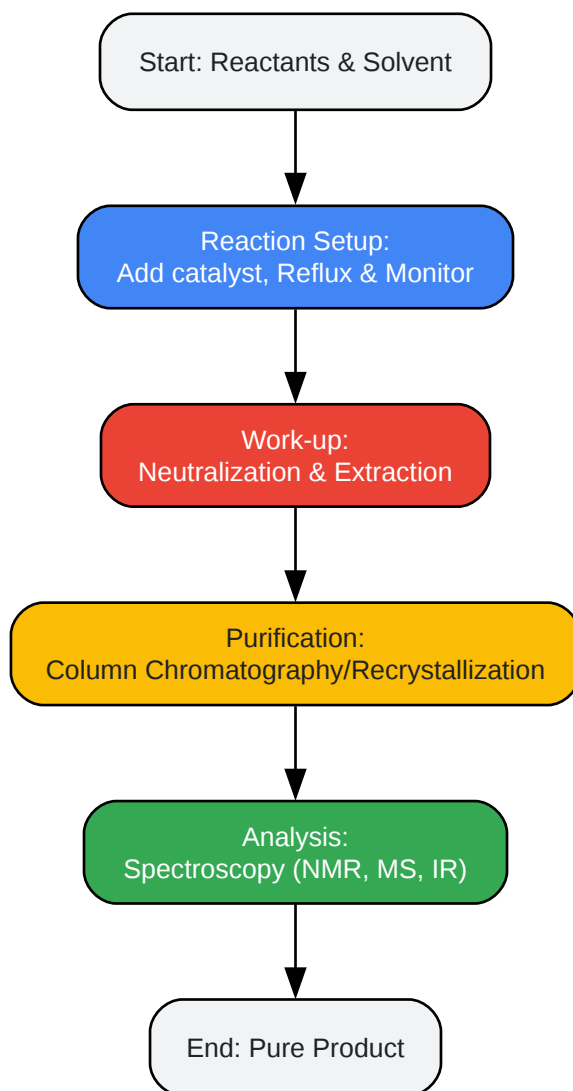 Start: Reactants & Solvent
Reaction Setup:
Add catalyst, Reflux & Monitor
Work-up:
Neutralization & Extraction
Purification:
Column Chromatography/Recrystallization
Analysis:
Spectroscopy (NMR, MS, IR)
End: Pure Product